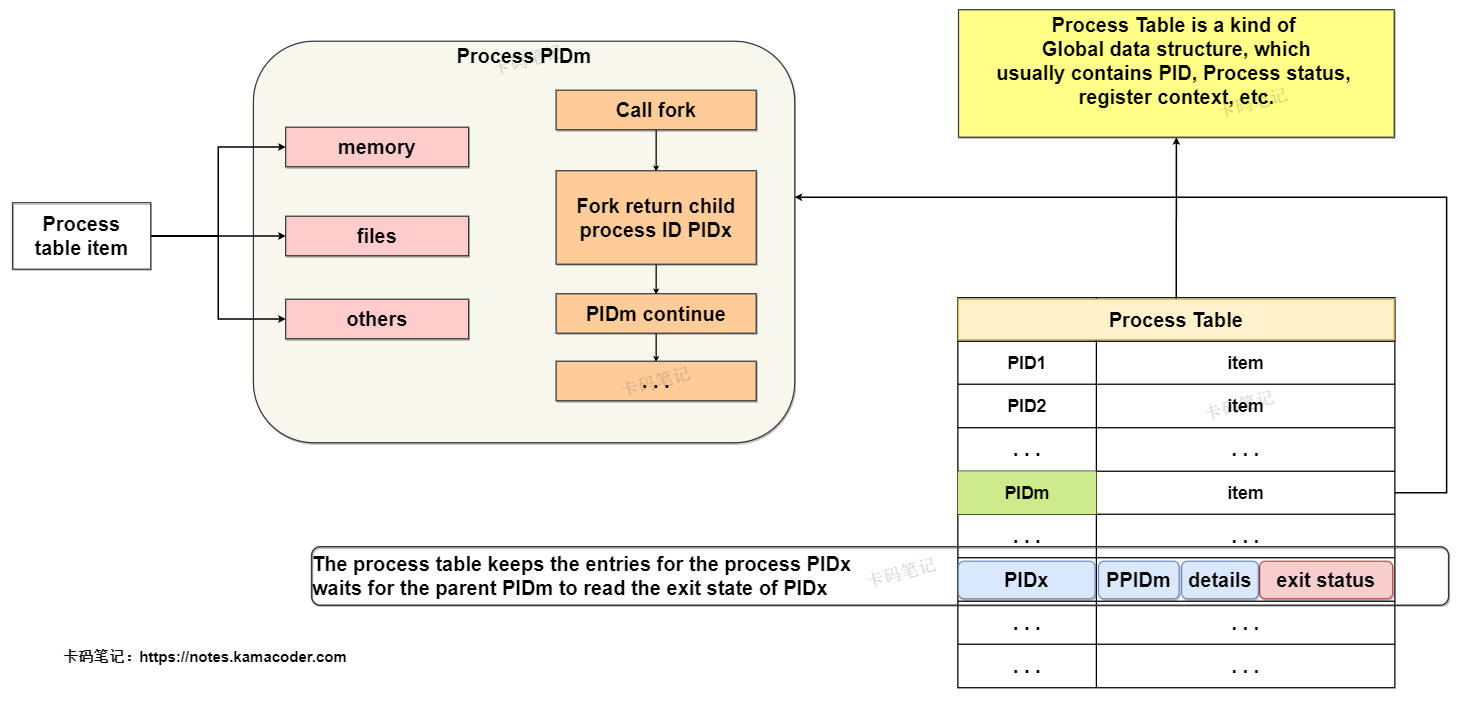 Process PIDm
Call fork
memory
Fork return child
process ID PIDx
Process
table item
files
PIDm continue
others
. . .
Process Table is a kind of
Global data structure, which
usually contains PID, Process status,
register context, etc.
Process Table
PID1 item
PID2 item
. . . . . .
PIDm item
. . . . . .
The process table keeps the entries for the process PIDx
waits for the parent PIDm to read the exit state of PIDx
PIDx PPIDm details exit status
. . . . . .
. . . . . .
卡码笔记：https://notes.kamacoder.com
卡码笔记
卡码笔记
卡码笔记
卡码笔记
卡码笔记